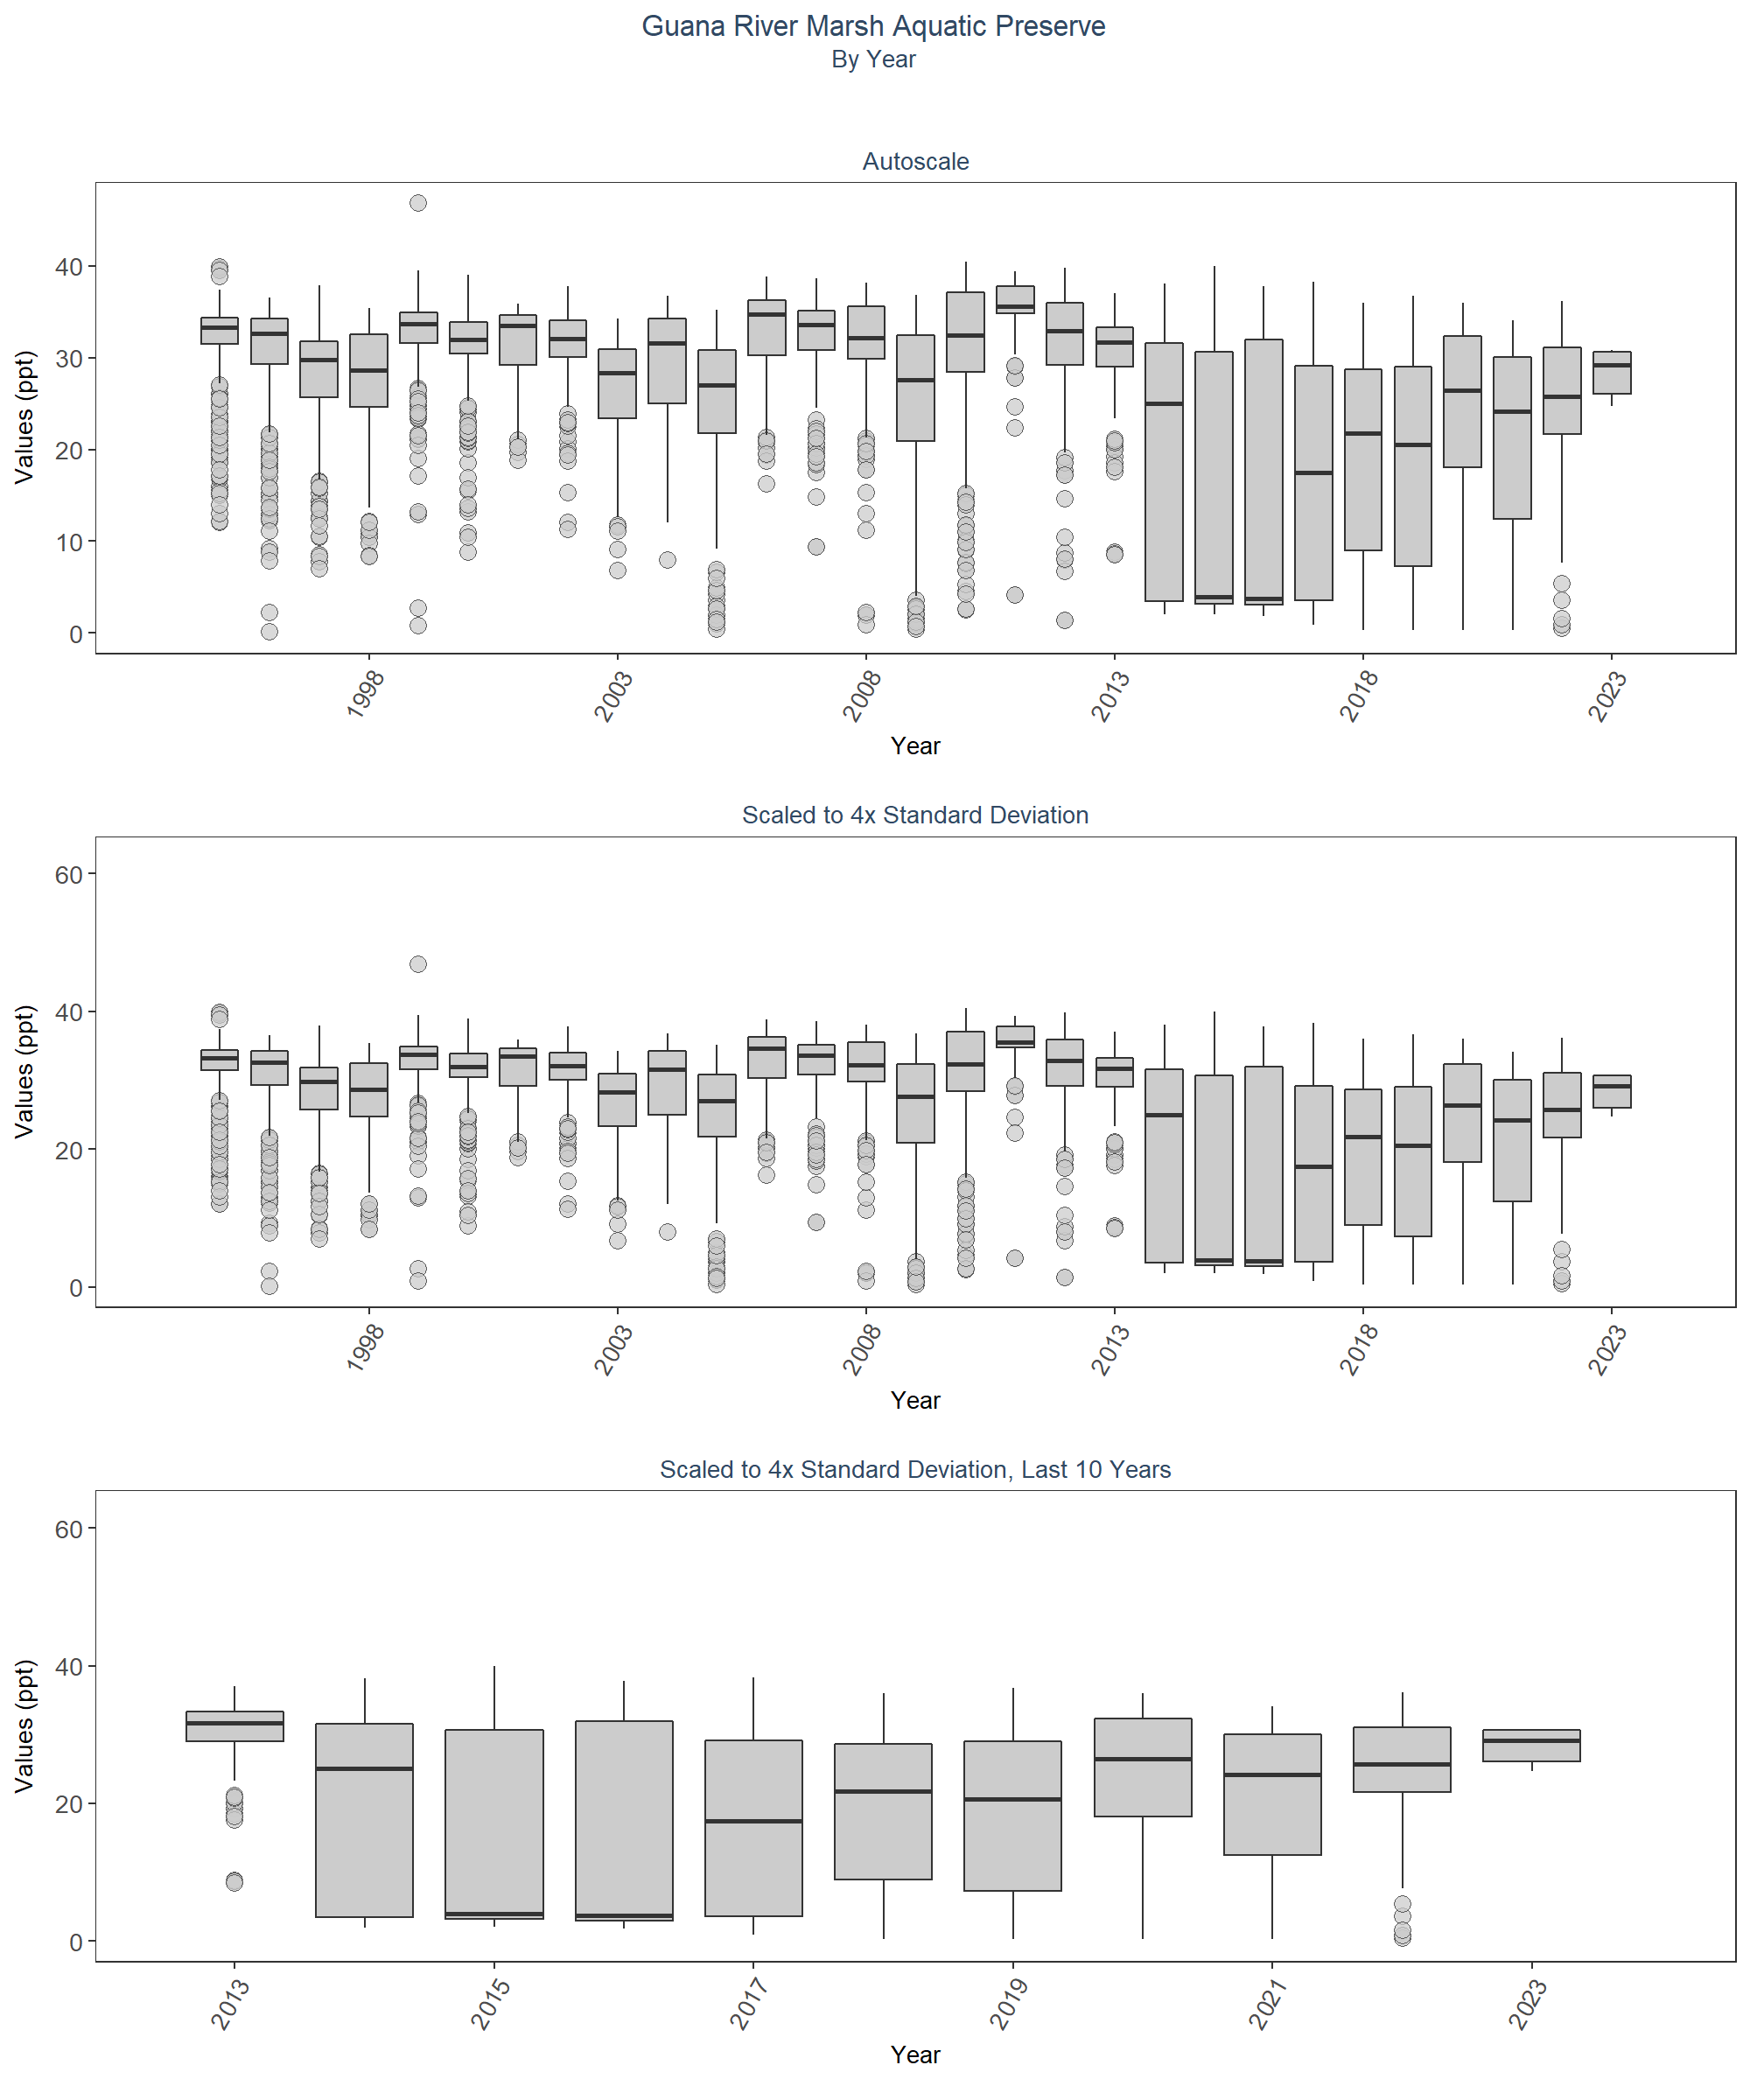 Guana River Marsh Aquatic Preserve
By Year
Autoscale
Values (ppt)
40
30
20
10
0
1998 2003 2008 2013 2018 2023
Year
Scaled to 4x Standard Deviation
Values (ppt)
60
40
20
0
1998 2003 2008 2013 2018 2023
Year
Scaled to 4x Standard Deviation, Last 10 Years
Values (ppt)
60
40
20
0
2013 2015 2017 2019 2021 2023
Year